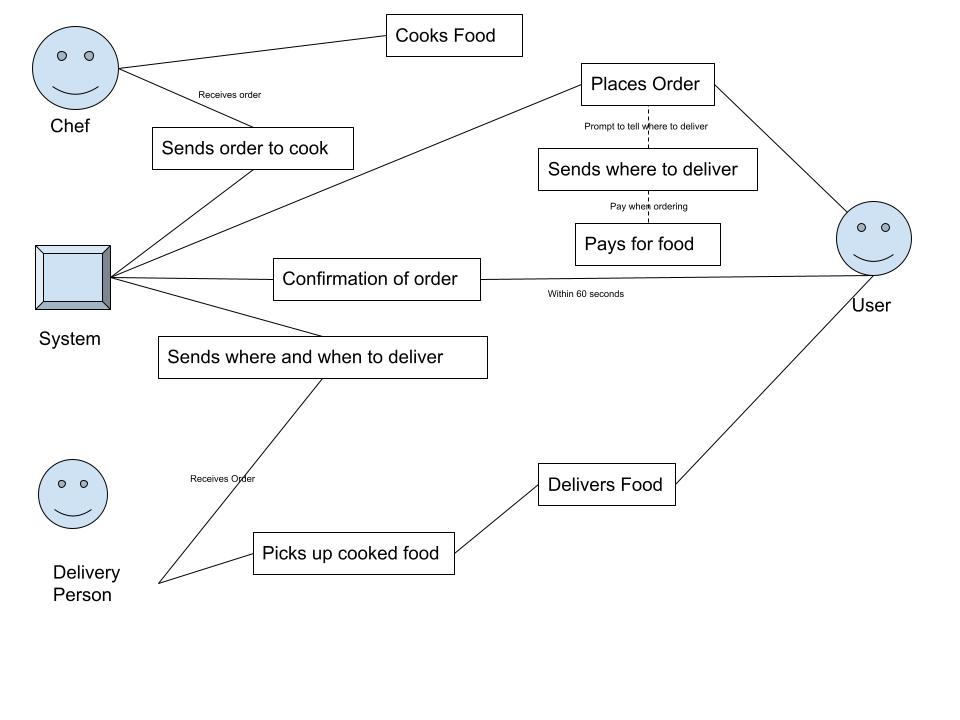 Cooks Food
Places Order
Receives order
Chef
Prompt to tell where to deliver
Sends order to cook
Sends where to deliver
Pay when ordering
Pays for food
Confirmation of order
Within 60 seconds
User
System
Sends where and when to deliver
Receives Order
Delivers Food
Picks up cooked food
Delivery
Person